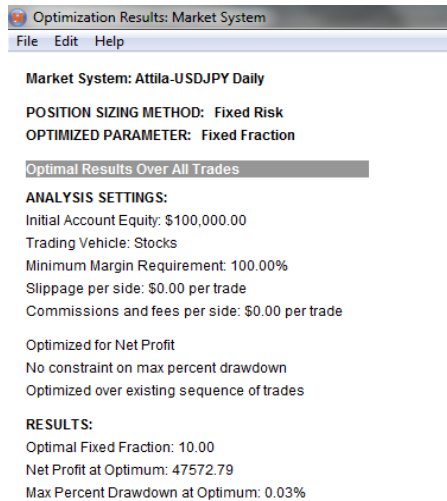 Optimization Results: Market System
File Edit Help
Market System: Attila-USDJPY Daily
POSITION SIZING METHOD: Fixed Risk
OPTIMIZED PARAMETER: Fixed Fraction
Optimal Results Over All Trades
ANALYSIS SETTINGS:
Initial Account Equity: $100,000.00
Trading Vehicle: Stocks
Minimum Margin Requirement: 100.00%
Slippage per side: $0.00 per trade
Commissions and fees per side: $0.00 per trade
Optimized for Net Profit
No constraint on max percent drawdown
Optimized over existing sequence of trades
RESULTS:
Optimal Fixed Fraction: 10.00
Net Profit at Optimum: 47572.79
Max Percent Drawdown at Optimum: 0.03%